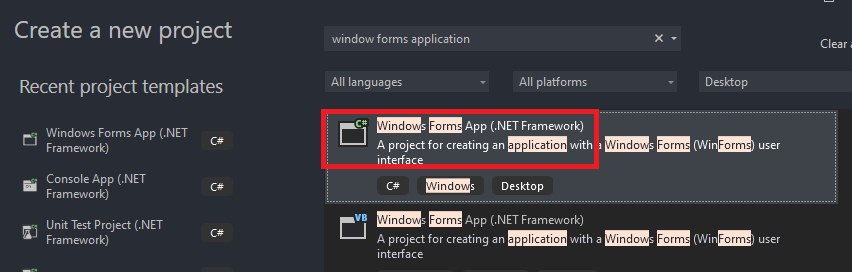 Create a new project
window forms application
Clear a
Recent project templates
All languages
All platforms
Desktop
Windows Forms App (.NET
Framework)
C#
Console App (.NET
Framework)
C#
Unit Test Project (.NET
Framework)
C#
C#
Windows Forms App (.NET Framework)
A project for creating an application with a Windows Forms (WinForms) user
interface
C#
Windows
Desktop
VB
Windows Forms App (.NET Framework)
A project for creating an application with a Windows Forms (WinForms) user
interface